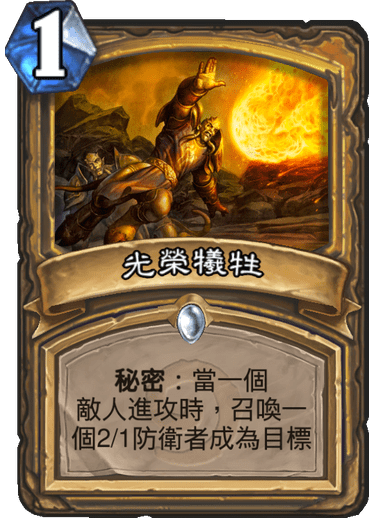 1
光榮犧牲
秘密：當一個
敵人進攻時，召喚一
個2/1防衛者成為目標